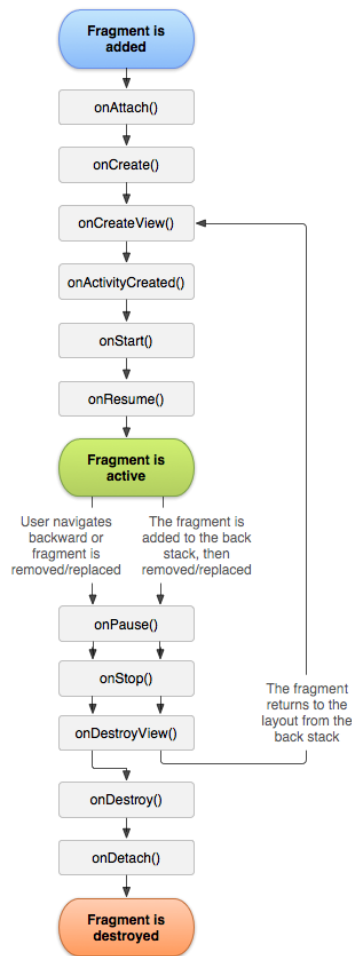 Fragment is
added
onAttach()
onCreate()
onCreateView()
onActivityCreated()
onStart()
onResume()
Fragment is
active
User navigates
backward or
fragment is
removed/replaced
The fragment is
added to the back
stack, then
removed/replaced
onPause()
onStop()
onDestroyView()
The fragment
returns to the
layout from the
back stack
onDestroy()
onDetach()
Fragment is
destroyed